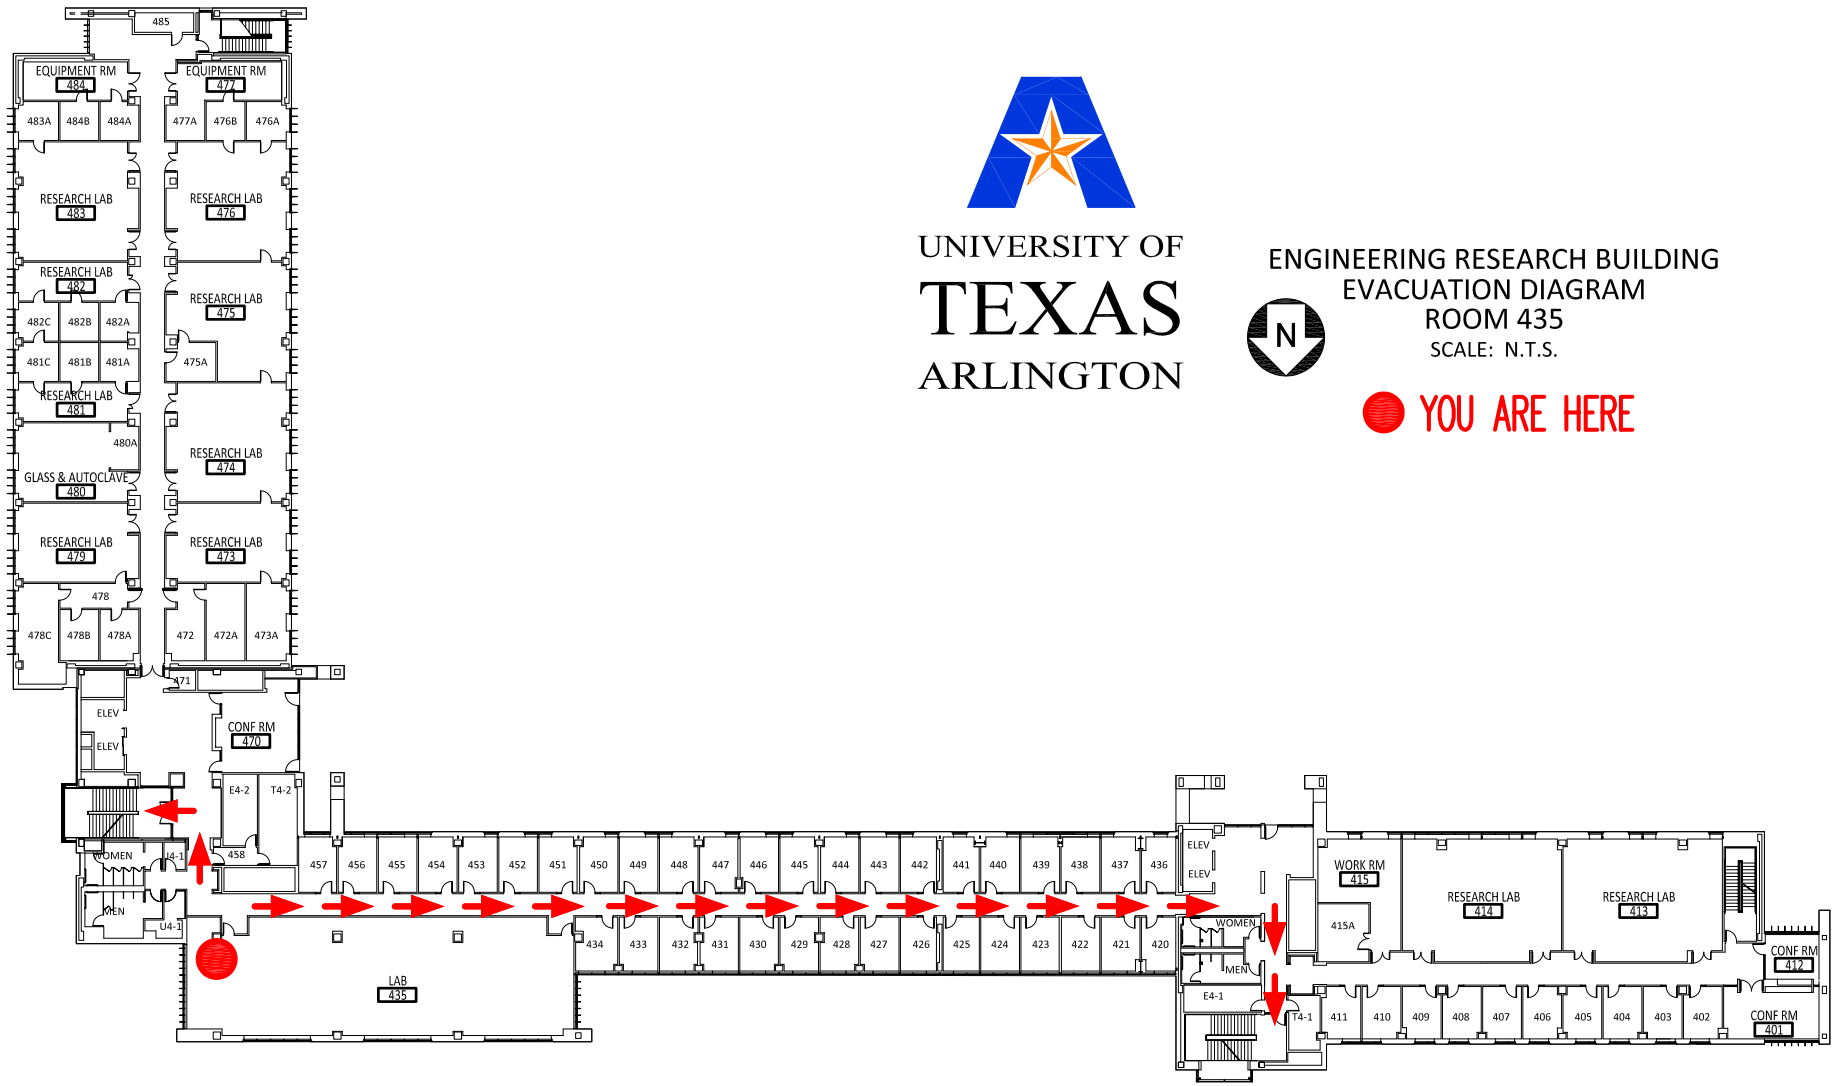 485
EQUIPMENT RM
484
EQUIPMENT RM
477
483A
484B
484A
477A
476B
476A
RESEARCH LAB
483
RESEARCH LAB
476
RESEARCH LAB
482
RESEARCH LAB
475
482C
482B
482A
481C
481B
481A
475A
RESEARCH LAB
481
480A
GLASS & AUTOCLAVE
480
RESEARCH LAB
474
RESEARCH LAB
479
RESEARCH LAB
473
478
478C
478B
478A
472
472A
473A
471
ELEV
ELEV
CONF RM
470
E4-2
T4-2
458
WOMEN
J4-1
MEN
U4-1
UNIVERSITY OF
TEXAS
ARLINGTON
ENGINEERING RESEARCH BUILDING
EVACUATION DIAGRAM
ROOM 435
SCALE: N.T.S.
N
YOU ARE HERE
457
456
455
454
453
452
451
450
449
448
447
446
445
444
443
442
441
440
439
438
437
436
434
433
432
431
430
429
428
427
426
425
424
423
422
421
420
LAB
435
ELEV
ELEV
WOMEN
MEN
E4-1
T4-1
WORK RM
415
415A
RESEARCH LAB
414
RESEARCH LAB
413
CONF RM
412
411
410
409
408
407
406
405
404
403
402
CONF RM
401